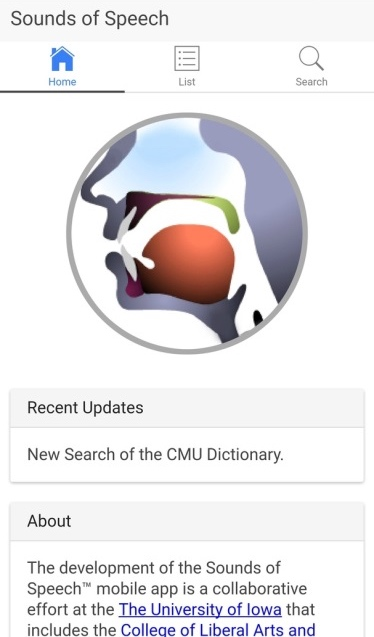 Sounds of Speech
Home
List
Search
Recent Updates
New Search of the CMU Dictionary.
About
The development of the Sounds of
Speech™ mobile app is a collaborative
effort at the The University of Iowa that
includes the College of Liberal Arts and